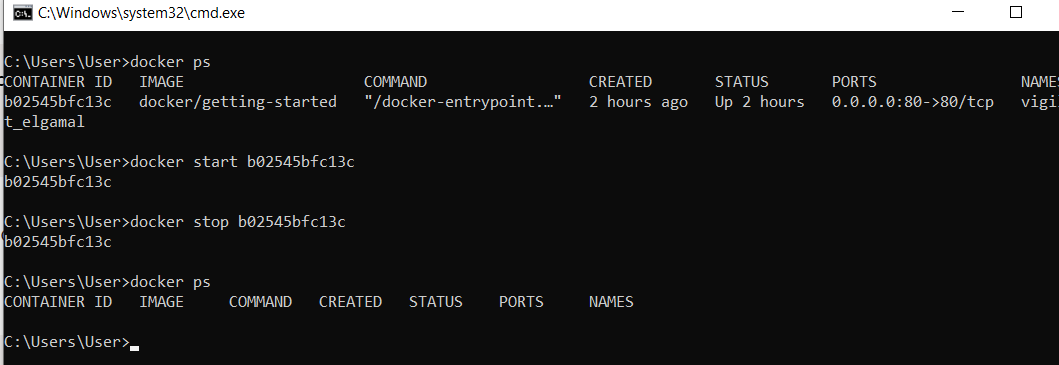 C:\Windows\system32\cmd.exe
C:\Users\User>docker ps
CONTAINER ID   IMAGE                    COMMAND                  CREATED       STATUS       PORTS                NAMES
b02545bfc13c   docker/getting-started   "/docker-entrypoint.…"   2 hours ago   Up 2 hours   0.0.0.0:80->80/tcp   vigi
t_elgamal
C:\Users\User>docker start b02545bfc13c
b02545bfc13c
C:\Users\User>docker stop b02545bfc13c
b02545bfc13c
C:\Users\User>docker ps
CONTAINER ID   IMAGE     COMMAND   CREATED   STATUS    PORTS     NAMES
C:\Users\User>